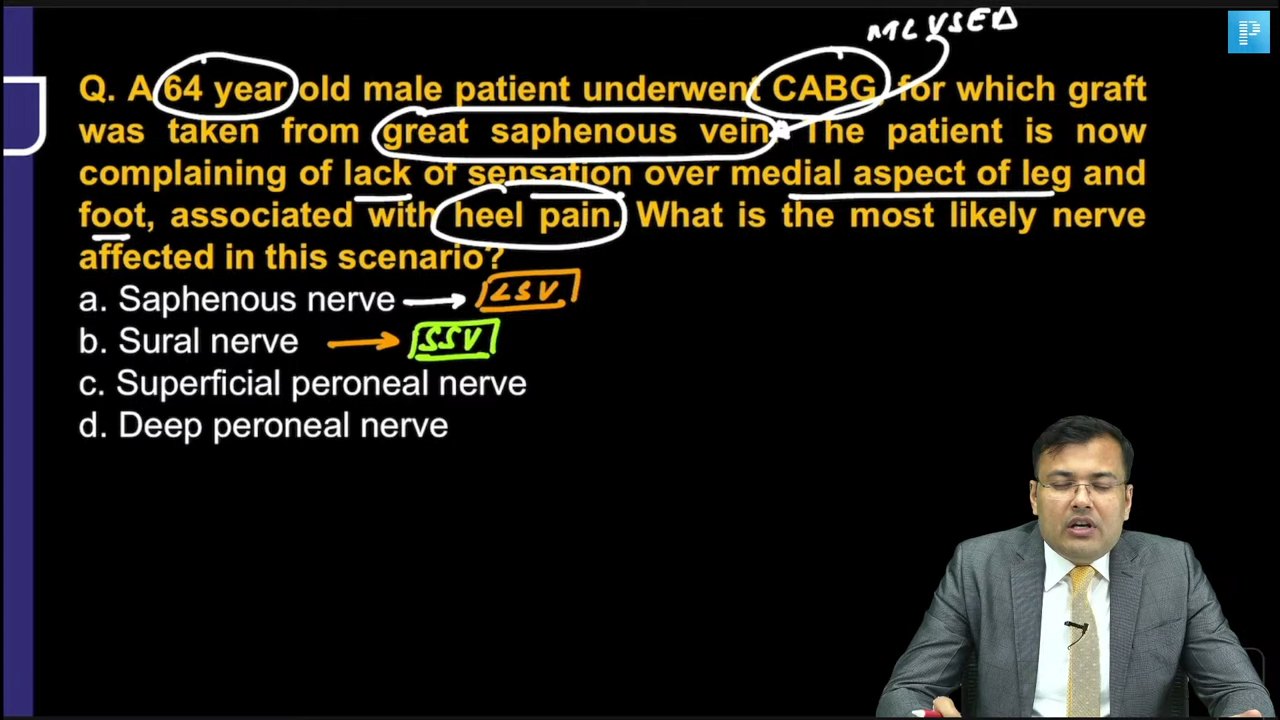 MC USED
P
Q. A 64 year old male patient underwent CABG, for which graft
was taken from great saphenous vein. The patient is now
complaining of lack of sensation over medial aspect of leg and
foot, associated with heel pain. What is the most likely nerve
affected in this scenario?
a. Saphenous nerve → LSV
b. Sural nerve → SSV
c. Superficial peroneal nerve
d. Deep peroneal nerve